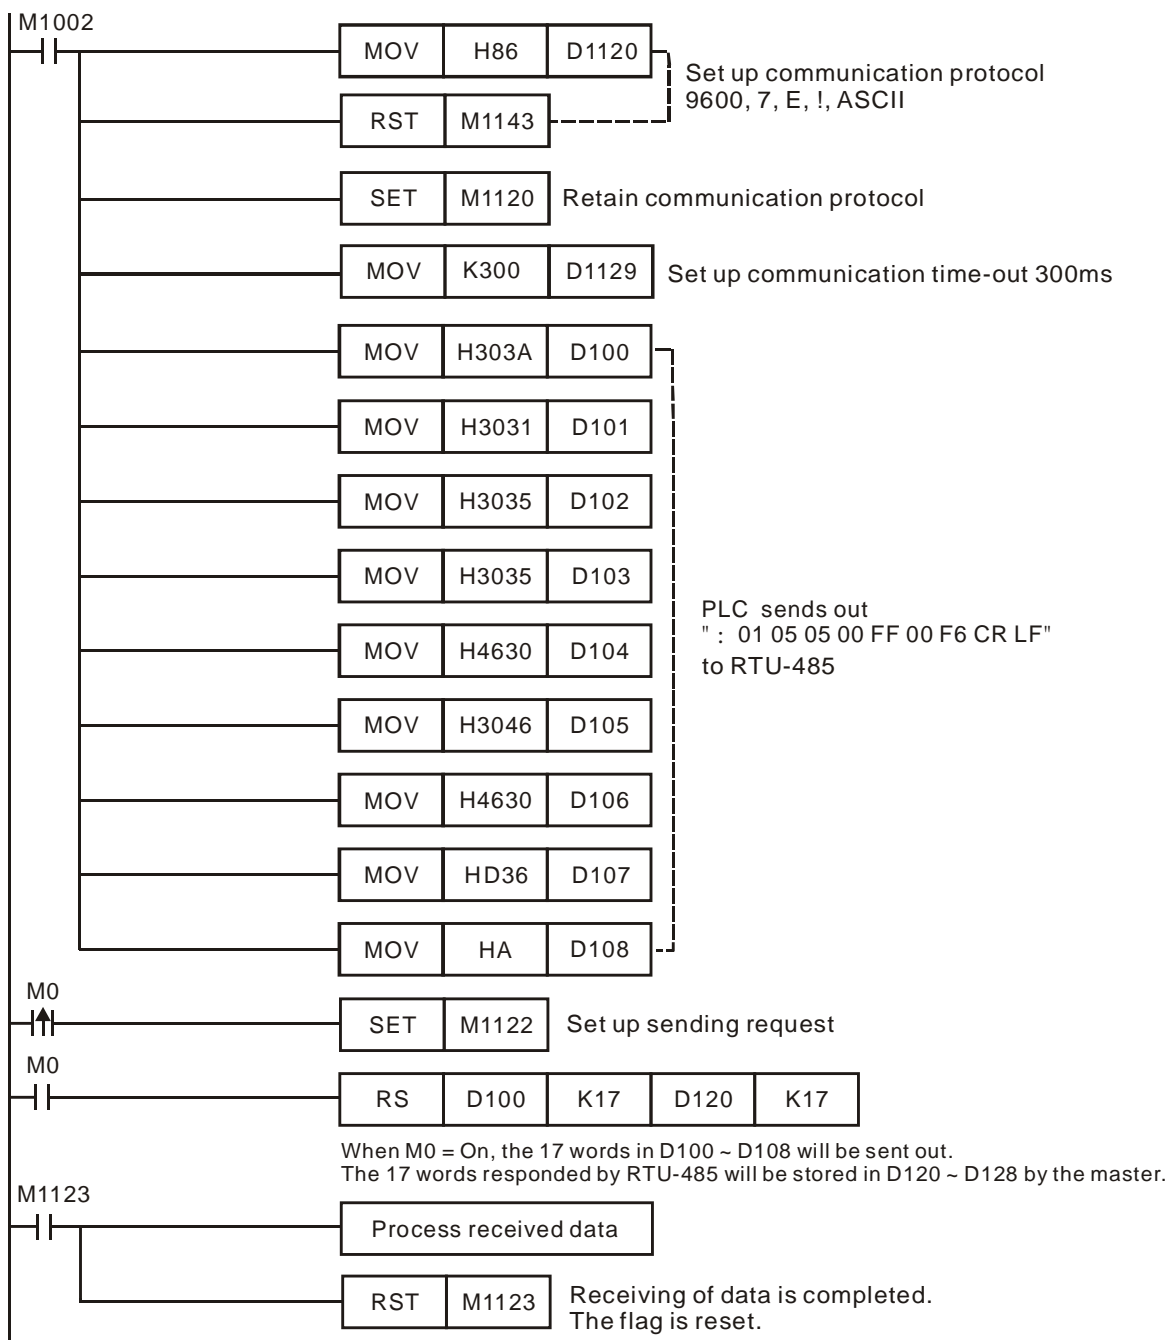 M1002
MOV H86 D1120
Set up communication protocol
9600, 7, E, !, ASCII
RST M1143
SET M1120 Retain communication protocol
MOV K300 D1129 Set up communication time-out 300ms
MOV H303A D100
MOV H3031 D101
MOV H3035 D102
MOV H3035 D103
PLC sends out
" : 01 05 05 00 FF 00 F6 CR LF"
to RTU-485
MOV H4630 D104
MOV H3046 D105
MOV H4630 D106
MOV HD36 D107
MOV HA D108
M0
SET M1122 Set up sending request
M0
RS D100 K17 D120 K17
When M0 = On, the 17 words in D100 ~ D108 will be sent out.
The 17 words responded by RTU-485 will be stored in D120 ~ D128 by the master.
M1123
Process received data
RST M1123
Receiving of data is completed.
The flag is reset.